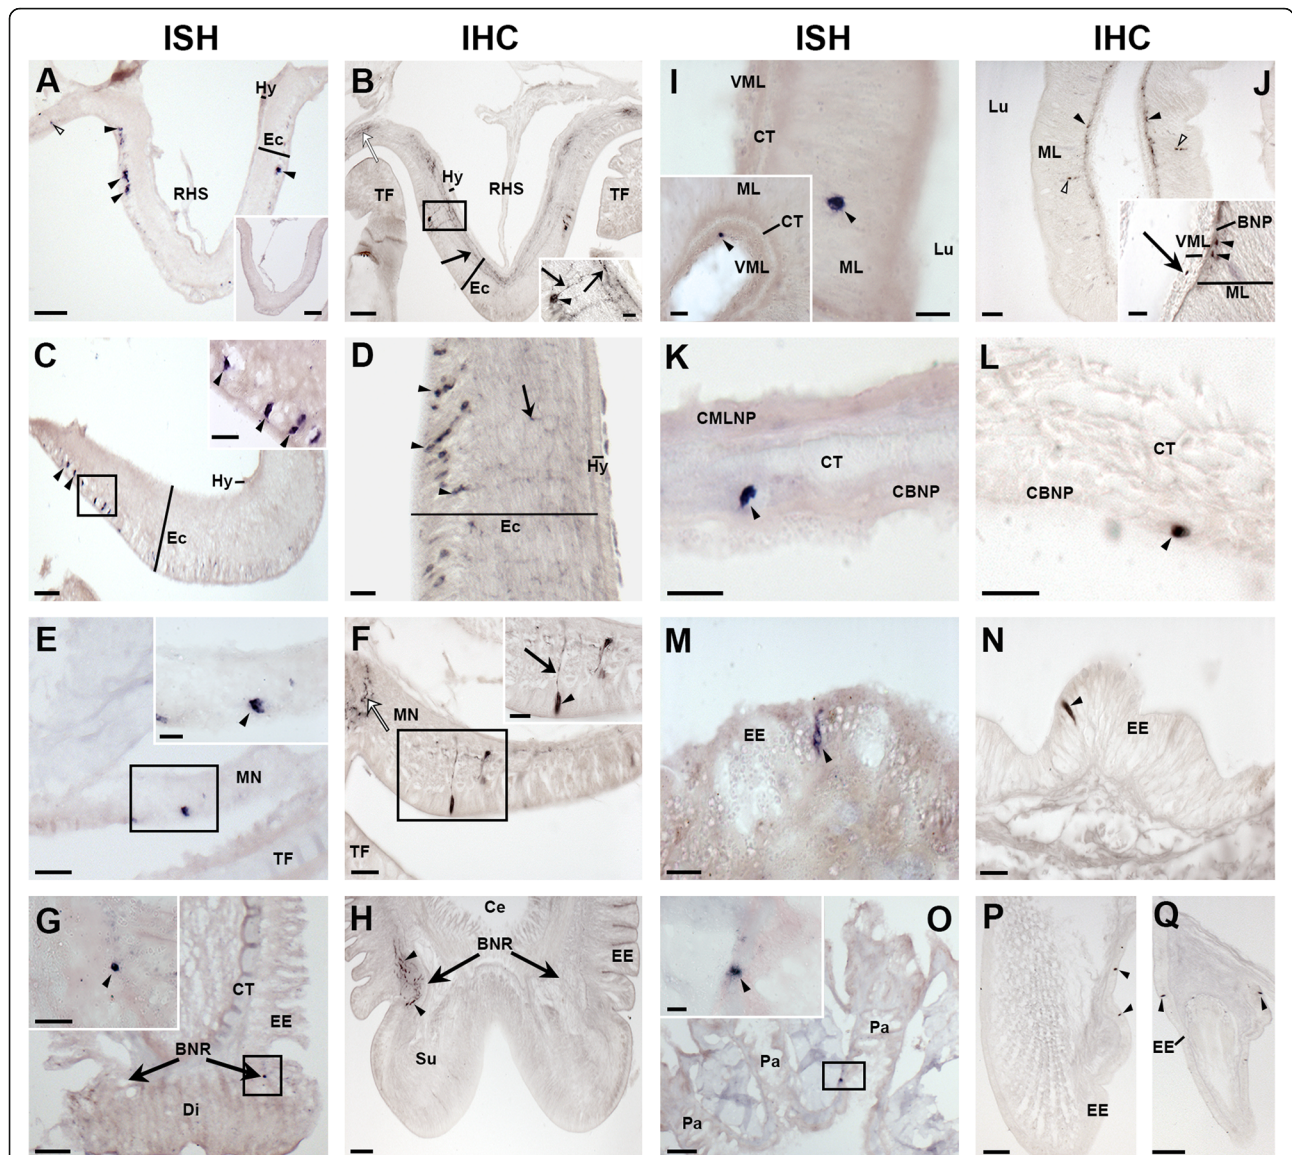 ISH
IHC
ISH
IHC
A
Hy
Ec
RHS
B
Hy
TF
RHS
TF
Ec
I
VML
CT
ML
CT
VML
ML
Lu
J
Lu
ML
BNP
VML
ML
C
Hy
Ec
D
Hy
Ec
K
CMLNP
CT
CBNP
L
CT
CBNP
E
MN
TF
F
MN
TF
M
EE
N
EE
G
CT
EE
BNR
Di
H
Ce
BNR
EE
Su
O
Pa
Pa
Pa
P
EE
Q
EE